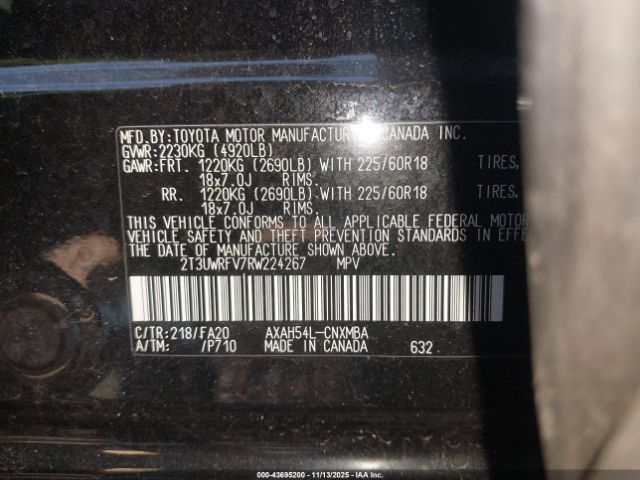 MFD.BY:TOYOTA MOTOR MANUFACTUR CANADA INC.
GVWR:2230KG (4920LB)
GAWR:FRT. 1220KG (2690LB) WITH 225/60R18 TIRES,
18x7.0J RIMS.
RR. 1220KG (2690LB) WITH 225/60R18 TIRES,
18x7.0J RIMS.
THIS VEHICLE CONFORMS TO ALL APPLICABLE FEDERAL MOTOR
VEHICLE SAFETY AND THEFT PREVENTION STANDARDS IN EFFE
THE DATE OF MANUFACTURE SHOWN ABOVE.
2T3UWRFV7RW224267 MPV
C/TR:218/FA20 AXAH54L-CNXMBA
A/TM: /P710 MADE IN CANADA 632
000-43695200 - 11/13/2025 - IAAI.COM